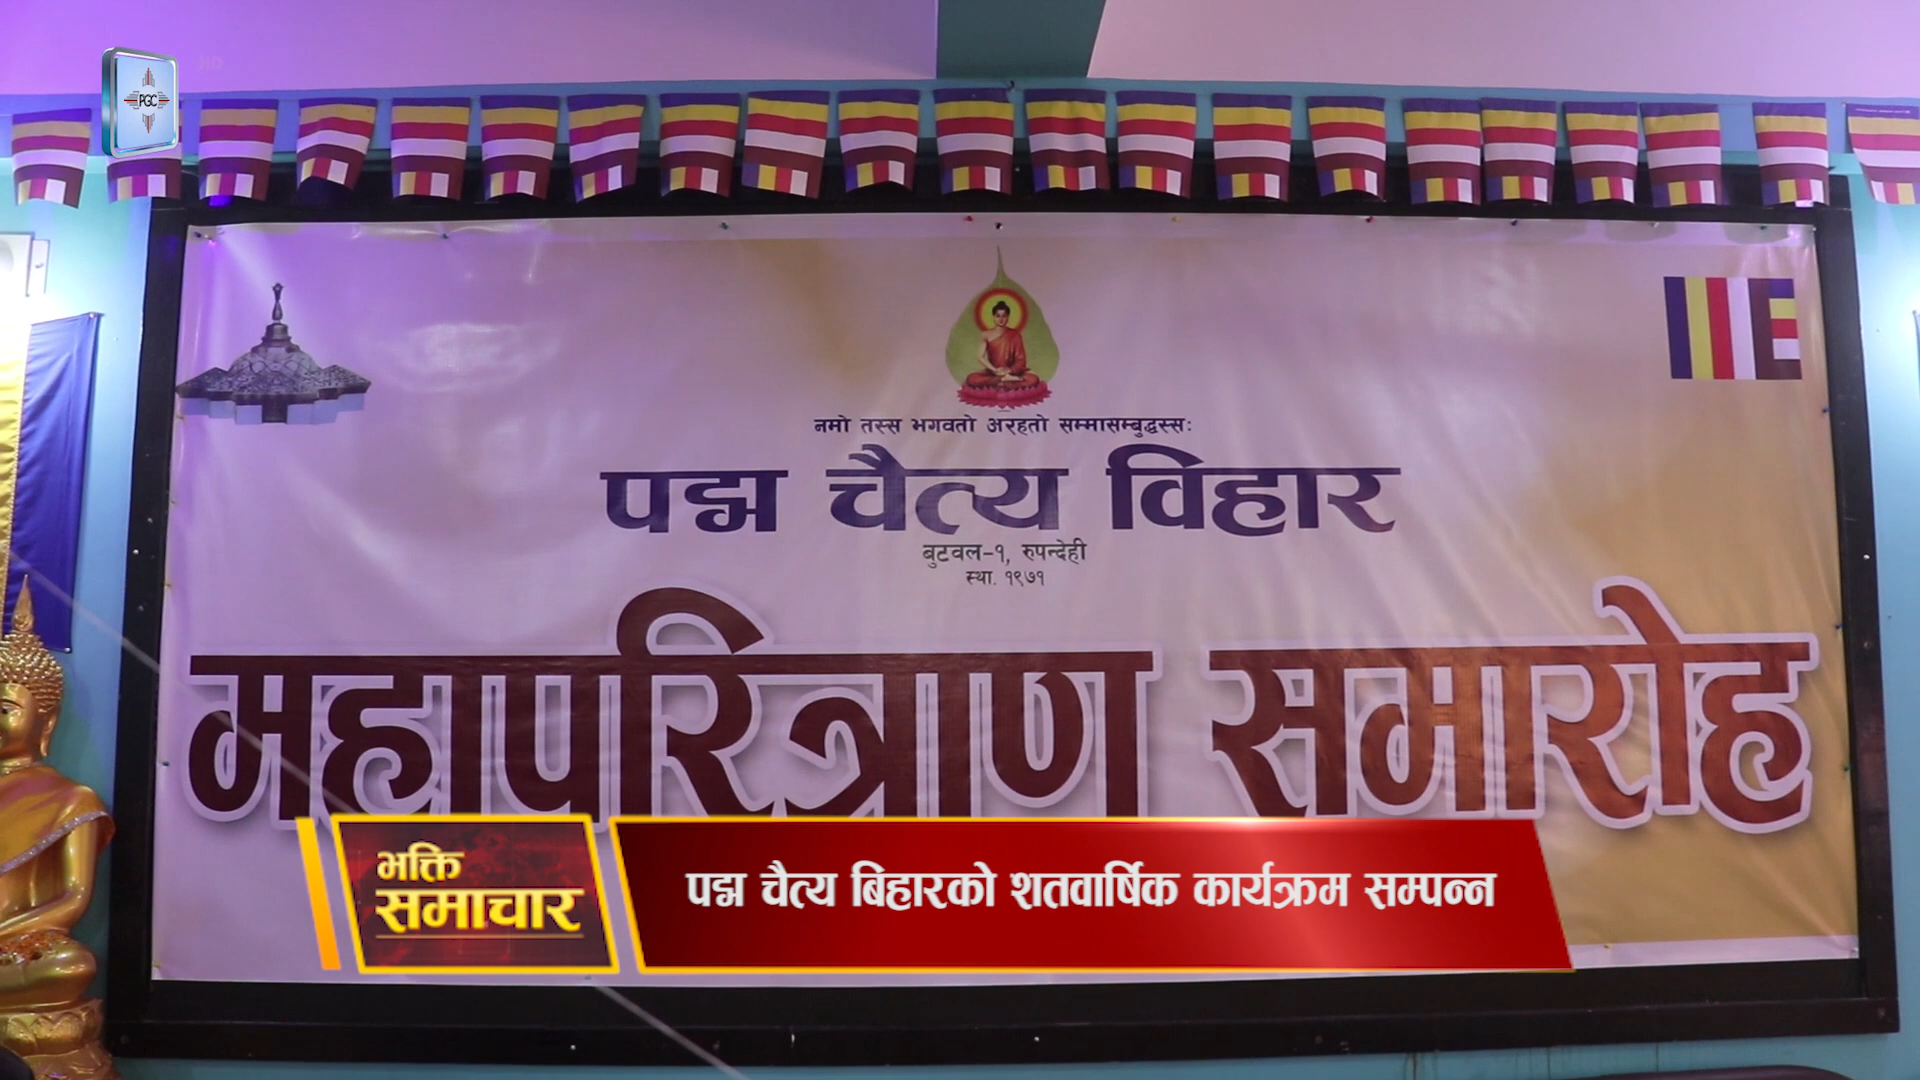 PGC
नमो तस्स भगवतो अरहतो सम्मासम्बुद्धस्सः
पद्म चैत्य विहार
बुटवल-१, रुपन्देही
स्था. १९७१
महापरित्राण समारोह
भक्ति
समाचार
पद्म चैत्य बिहारको शतवार्षिक कार्यक्रम सम्पन्न